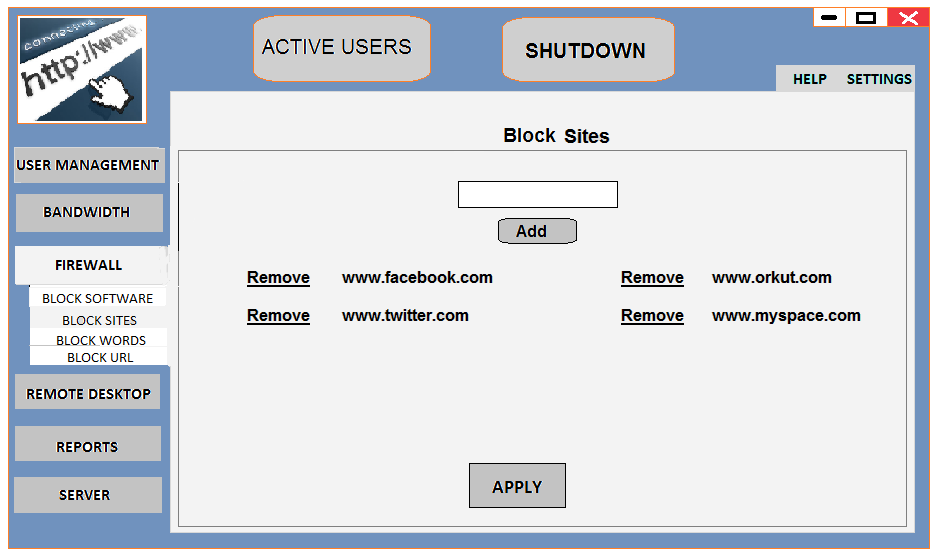 connecting
http://www.
ACTIVE USERS
SHUTDOWN
HELP SETTINGS
Block Sites
USER MANAGEMENT
BANDWIDTH
FIREWALL
BLOCK SOFTWARE
BLOCK SITES
BLOCK WORDS
BLOCK URL
REMOTE DESKTOP
REPORTS
SERVER
Add
Remove www.facebook.com Remove www.orkut.com
Remove www.twitter.com Remove www.myspace.com
APPLY